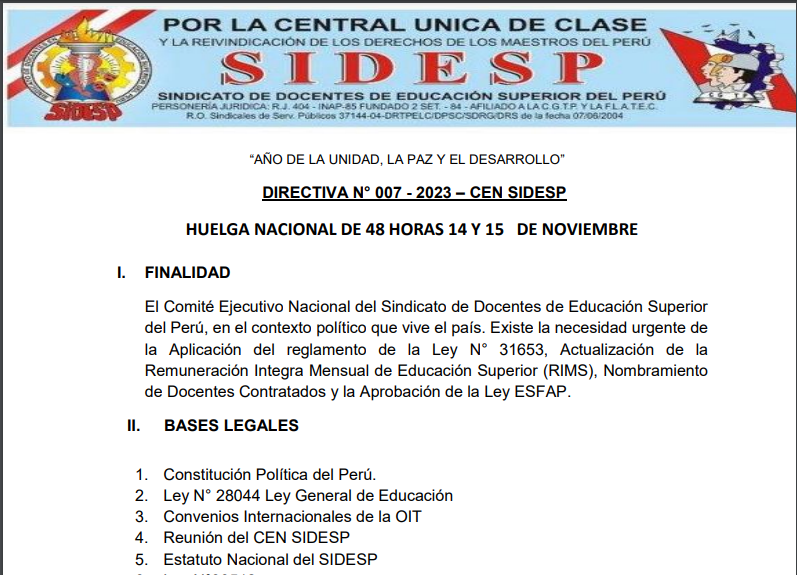 POR LA CENTRAL UNICA DE CLASE
Y LA REIVINDICACIÓN DE LOS DERECHOS DE LOS MAESTROS DEL PERÚ
SIDESP
SINDICATO DE DOCENTES DE EDUCACIÓN SUPERIOR DEL PERÚ
PERSONERÍA JURIDICA: R.J. 404 - INAP-85 FUNDADO 2 SET. - 84 - AFILIADO A LA C.G.T.P. Y LA F.L.A.T.E.C.
R.O. Sindicales de Serv. Públicos 37144-04-DRTPELC/DPSC/SDRG/DRS de la fecha 07/06/2004
SIDESP
“AÑO DE LA UNIDAD, LA PAZ Y EL DESARROLLO”
DIRECTIVA N° 007 - 2023 – CEN SIDESP
HUELGA NACIONAL DE 48 HORAS 14 Y 15 DE NOVIEMBRE
I. FINALIDAD
El Comité Ejecutivo Nacional del Sindicato de Docentes de Educación Superior
del Perú, en el contexto político que vive el país. Existe la necesidad urgente de
la Aplicación del reglamento de la Ley N° 31653, Actualización de la
Remuneración Integra Mensual de Educación Superior (RIMS), Nombramiento
de Docentes Contratados y la Aprobación de la Ley ESFAP.
II. BASES LEGALES
1. Constitución Política del Perú.
2. Ley N° 28044 Ley General de Educación
3. Convenios Internacionales de la OIT
4. Reunión del CEN SIDESP
5. Estatuto Nacional del SIDESP